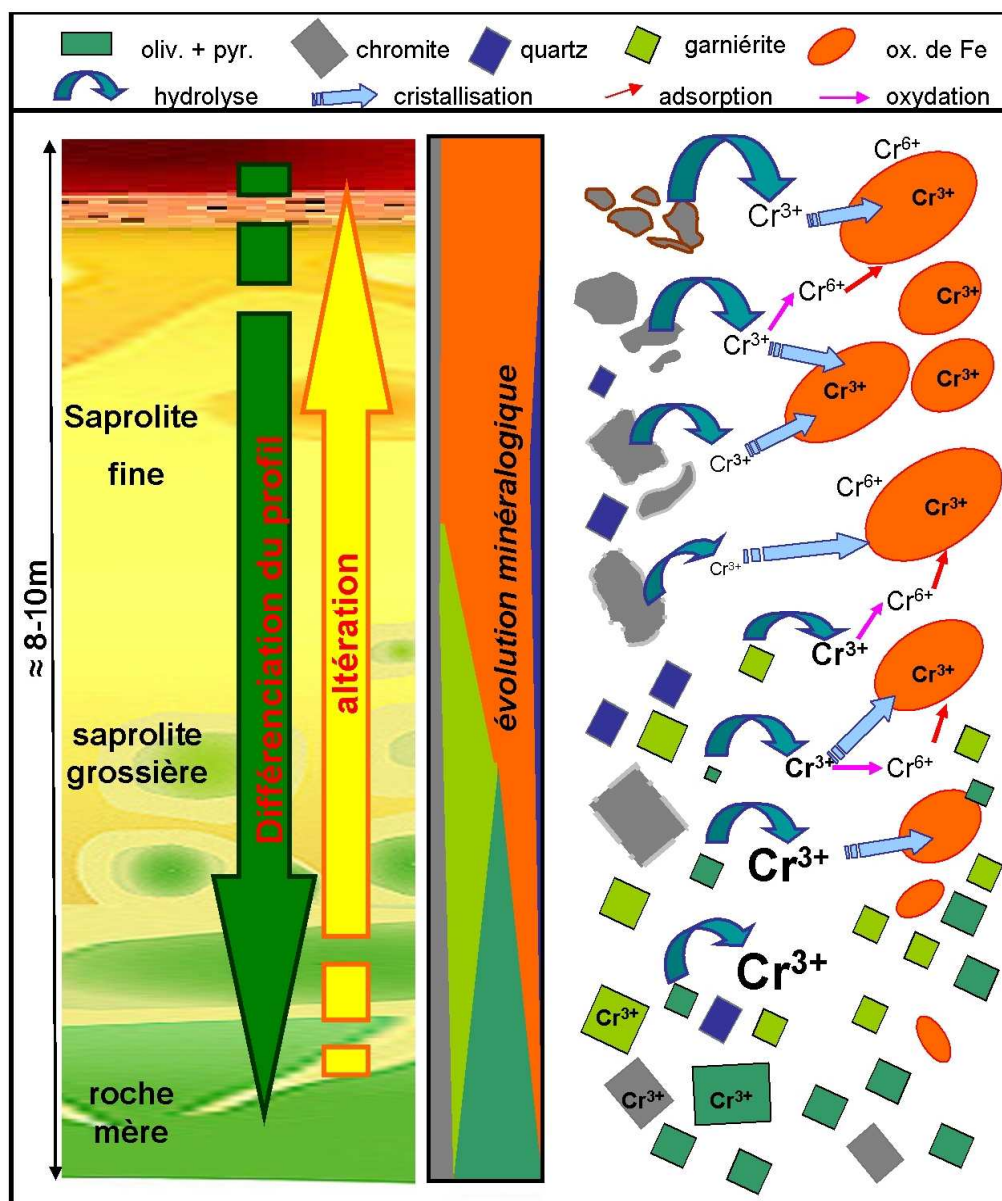 oliv. + pyr.
chromite
quartz
garniérite
ox. de Fe
hydrolyse
cristallisation
adsorption
oxydation
≈ 8-10m
Saprolite
fine
saprolite
grossière
roche
mère
Différenciation du profil
altération
évolution minéralogique
Cr6+
Cr3+
Cr3+
Cr6+
Cr3+
Cr3+
Cr3+
Cr3+
Cr3+
Cr6+
Cr3+
Cr3+
Cr6+
Cr3+
Cr3+
Cr3+
Cr6+
Cr3+
Cr3+
Cr3+
Cr3+
Cr3+